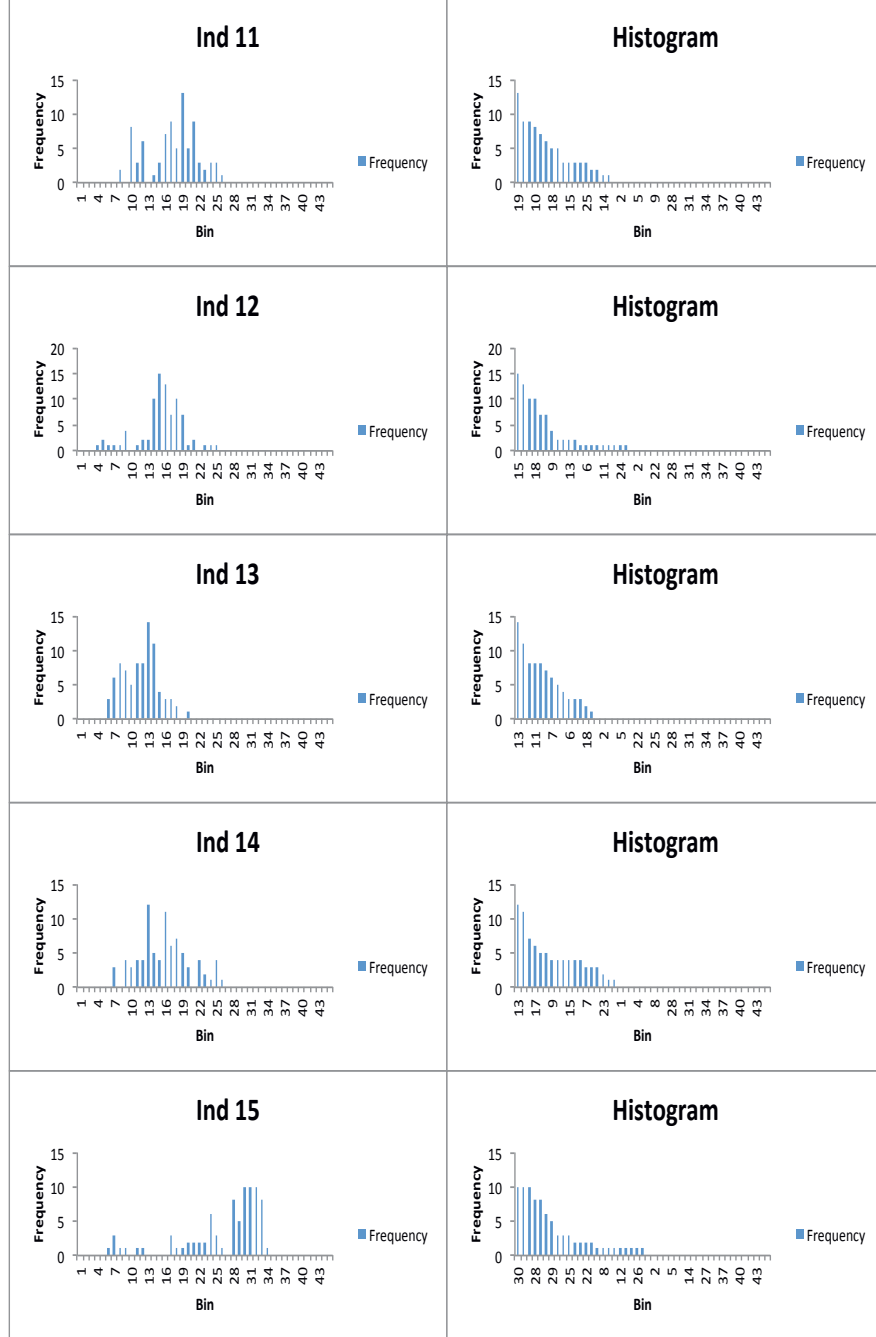 Ind 11
15
10
5
0
Frequency
1 4 7 10 13 16 19 22 25 28 31 34 37 40 43
Bin
Frequency
Histogram
15
10
5
0
Frequency
19 10 18 15 25 14 2 5 9 28 31 34 37 40 43
Bin
Frequency
Ind 12
20
15
10
5
0
Frequency
1 4 7 10 13 16 19 22 25 28 31 34 37 40 43
Bin
Frequency
Histogram
20
15
10
5
0
Frequency
15 18 9 13 6 11 24 2 22 28 31 34 37 40 43
Bin
Frequency
Ind 13
15
10
5
0
Frequency
1 4 7 10 13 16 19 22 25 28 31 34 37 40 43
Bin
Frequency
Histogram
15
10
5
0
Frequency
13 11 7 6 18 2 5 22 25 28 31 34 37 40 43
Bin
Frequency
Ind 14
15
10
5
0
Frequency
1 4 7 10 13 16 19 22 25 28 31 34 37 40 43
Bin
Frequency
Histogram
15
10
5
0
Frequency
13 17 9 15 7 23 1 4 8 28 31 34 37 40 43
Bin
Frequency
Ind 15
15
10
5
0
Frequency
1 4 7 10 13 16 19 22 25 28 31 34 37 40 43
Bin
Frequency
Histogram
15
10
5
0
Frequency
30 28 29 25 22 8 12 26 2 5 14 27 37 40 43
Bin
Frequency